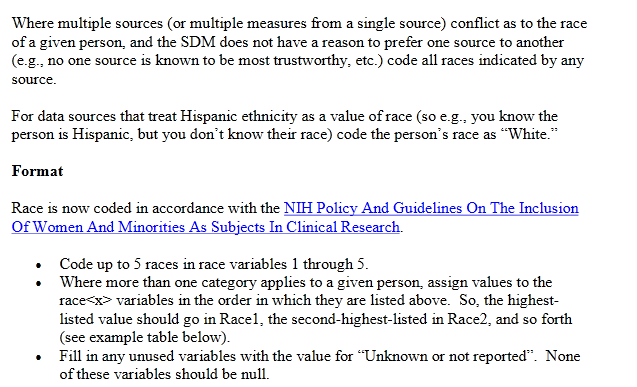 Where multiple sources (or multiple measures from a single source) conflict as to the race
of a given person, and the SDM does not have a reason to prefer one source to another
(e.g., no one source is known to be most trustworthy, etc.) code all races indicated by any
source.
For data sources that treat Hispanic ethnicity as a value of race (so e.g., you know the
person is Hispanic, but you don’t know their race) code the person’s race as “White.”
Format
Race is now coded in accordance with the NIH Policy And Guidelines On The Inclusion
Of Women And Minorities As Subjects In Clinical Research.
• Code up to 5 races in race variables 1 through 5.
• Where more than one category applies to a given person, assign values to the
race<x> variables in the order in which they are listed above. So, the highest-
listed value should go in Race1, the second-highest-listed in Race2, and so forth
(see example table below).
• Fill in any unused variables with the value for “Unknown or not reported”. None
of these variables should be null.